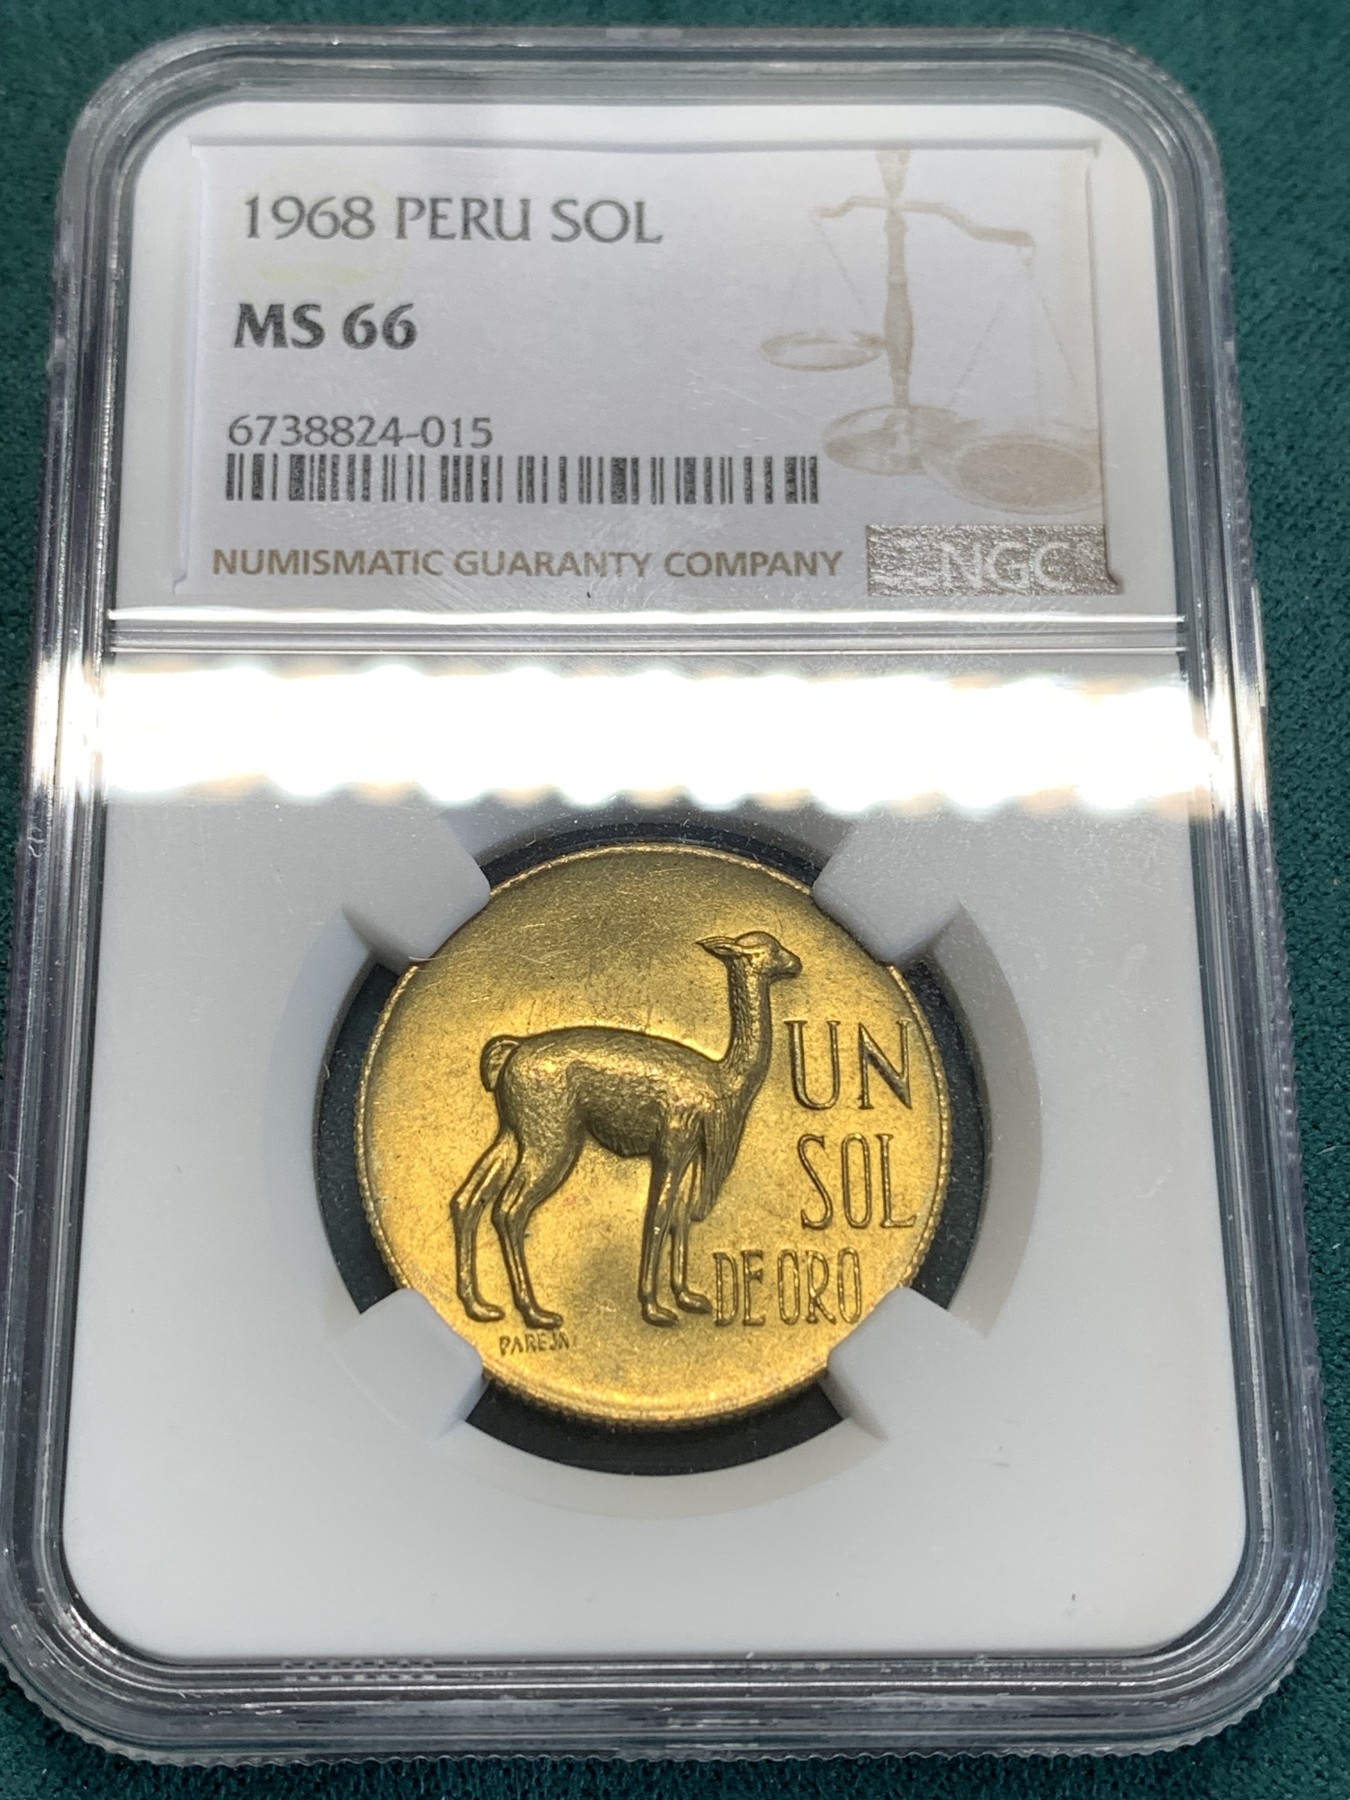 1968 PERU SOL
MS 66
6738824-015
NUMISMATIC GUARANTY COMPANY
NGC
UN
SOL
DE ORO
PAREJA